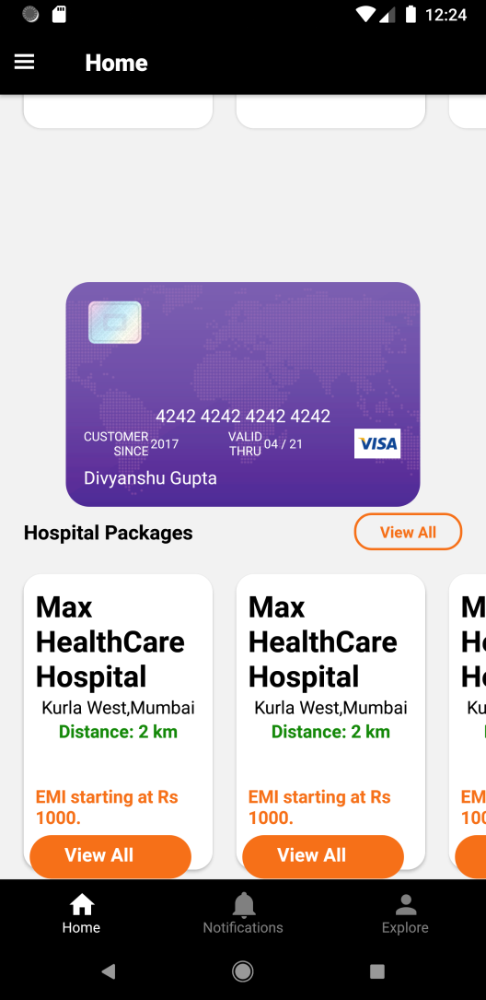 12:24
Home
4242 4242 4242 4242
CUSTOMER SINCE 2017 VALID THRU 04 / 21 VISA
Divyanshu Gupta
Hospital Packages View All
Max Max M
HealthCare HealthCare He
Hospital Hospital Ho
Kurla West,Mumbai Kurla West,Mumbai Ku
Distance: 2 km Distance: 2 km
EMI starting at Rs EMI starting at Rs EM
1000. 1000. 100
View All View All
Home Notifications Explore